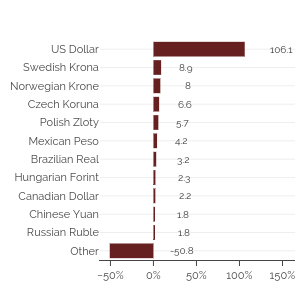 US Dollar 106.1
Swedish Krona 8.9
Norwegian Krone 8
Czech Koruna 6.6
Polish Zloty 5.7
Mexican Peso 4.2
Brazilian Real 3.2
Hungarian Forint 2.3
Canadian Dollar 2.2
Chinese Yuan 1.8
Russian Ruble 1.8
Other -50.8
-50% 0% 50% 100% 150%